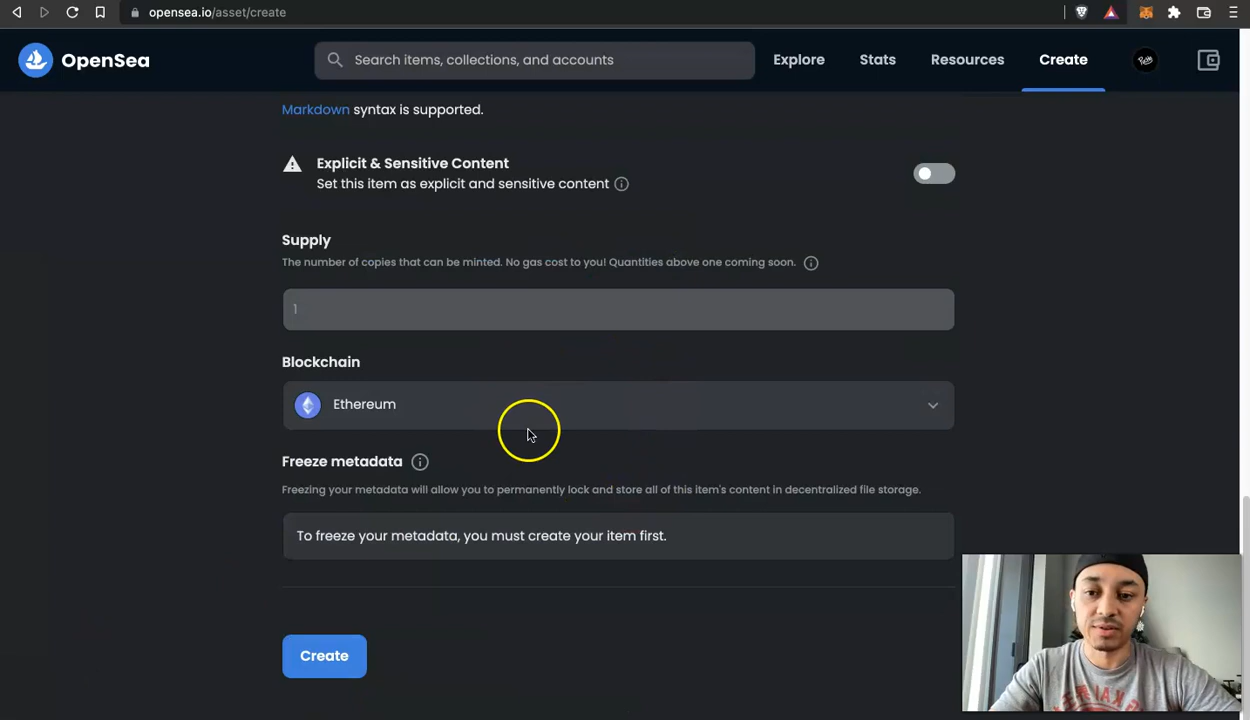 opensea.io/asset/create
OpenSea
Search items, collections, and accounts
Explore
Stats
Resources
Create
Markdown syntax is supported.
Explicit & Sensitive Content
Set this item as explicit and sensitive content
Supply
The number of copies that can be minted. No gas cost to you! Quantities above one coming soon.
1
Blockchain
Ethereum
Freeze metadata
Freezing your metadata will allow you to permanently lock and store all of this item's content in decentralized file storage.
To freeze your metadata, you must create your item first.
Create